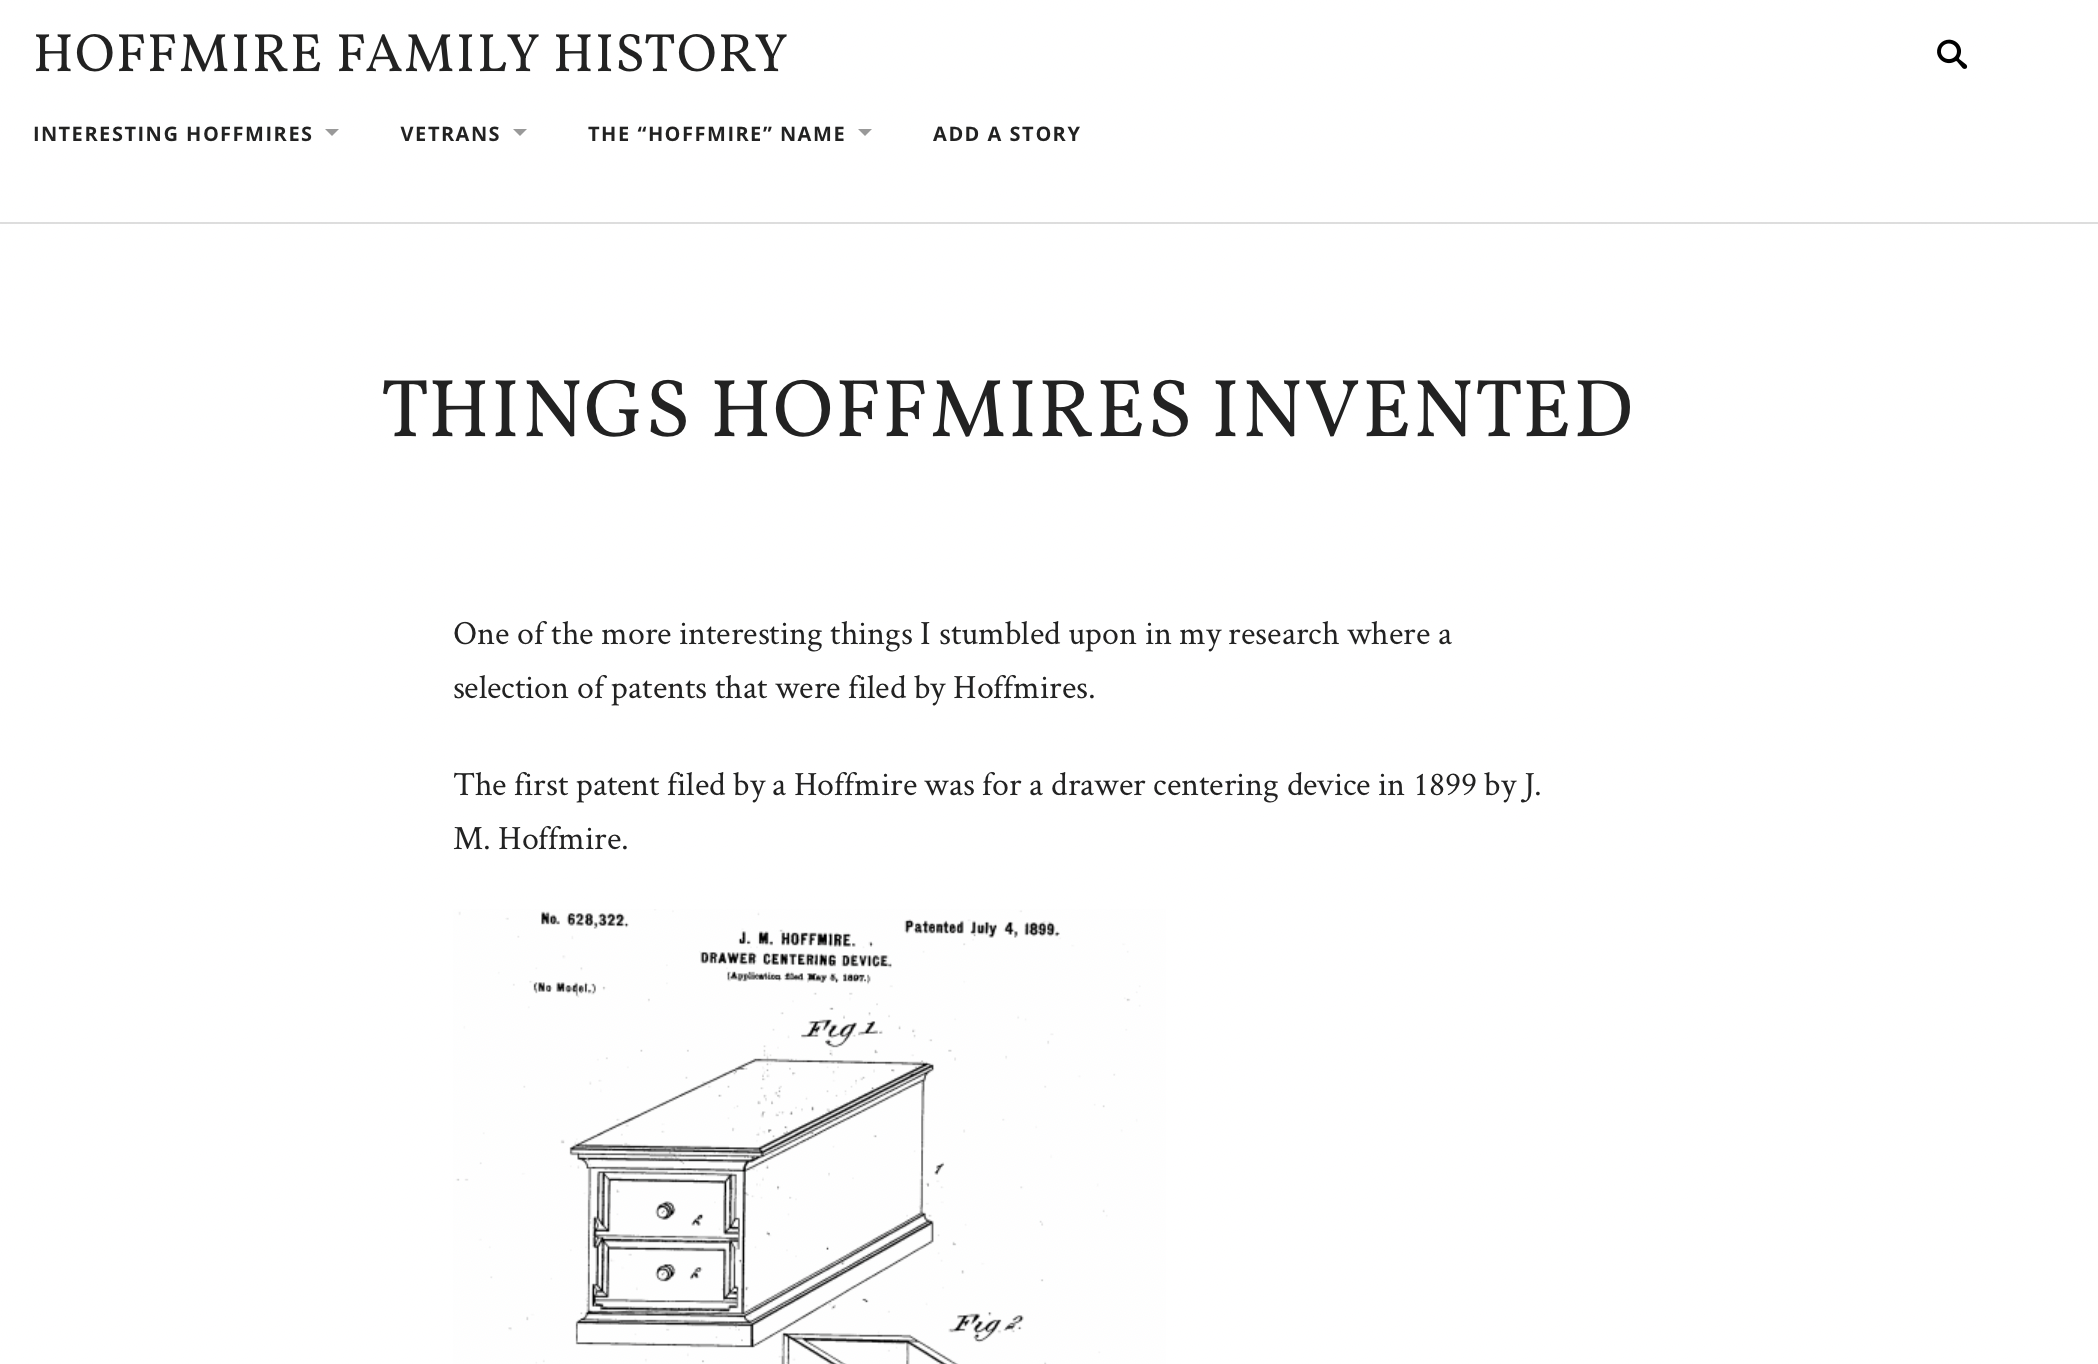 HOFFMIRE FAMILY HISTORY
INTERESTING HOFFMIRES VETRANS THE “HOFFMIRE” NAME ADD A STORY
THINGS HOFFMIRES INVENTED
One of the more interesting things I stumbled upon in my research where a
selection of patents that were filed by Hoffmires.
The first patent filed by a Hoffmire was for a drawer centering device in 1899 by J.
M. Hoffmire.
No. 628,322.
Patented July 4, 1899.
J. M. HOFFMIRE.
DRAWER CENTERING DEVICE.
(Application filed May 5, 1897.)
(No Model.)
Fig 1.
1
h
h
Fig 2.